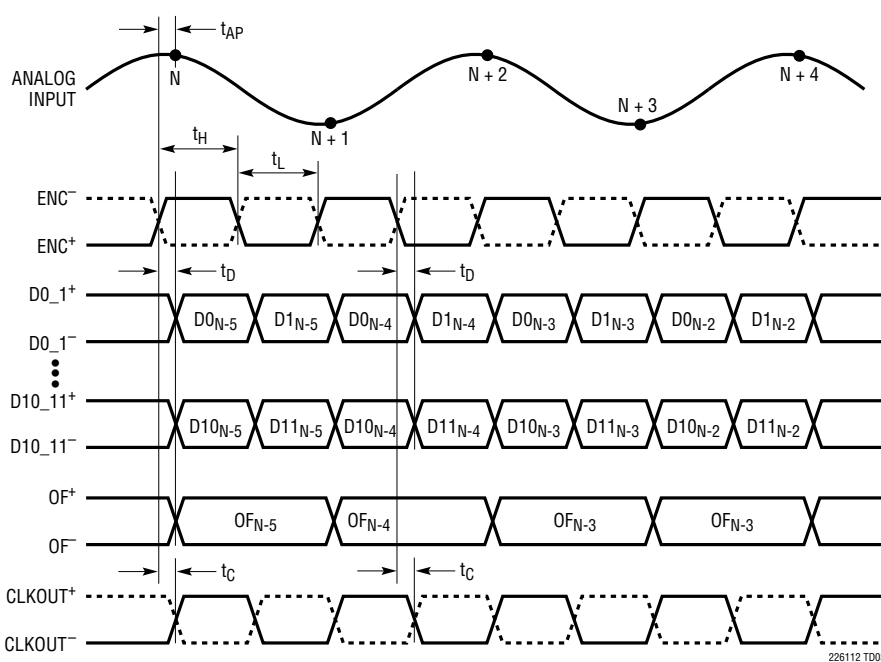 tAP
ANALOG
INPUT
N
N + 1
N + 2
N + 3
N + 4
tH
tL
ENC–
ENC+
tD
tD
D0_1+
D0_1–
D0N-5
D1N-5
D0N-4
D1N-4
D0N-3
D1N-3
D0N-2
D1N-2
D10_11+
D10_11–
D10N-5
D11N-5
D10N-4
D11N-4
D10N-3
D11N-3
D10N-2
D11N-2
OF+
OF–
OFN-5
OFN-4
OFN-3
OFN-3
tC
tC
CLKOUT+
CLKOUT–
226112 TD0